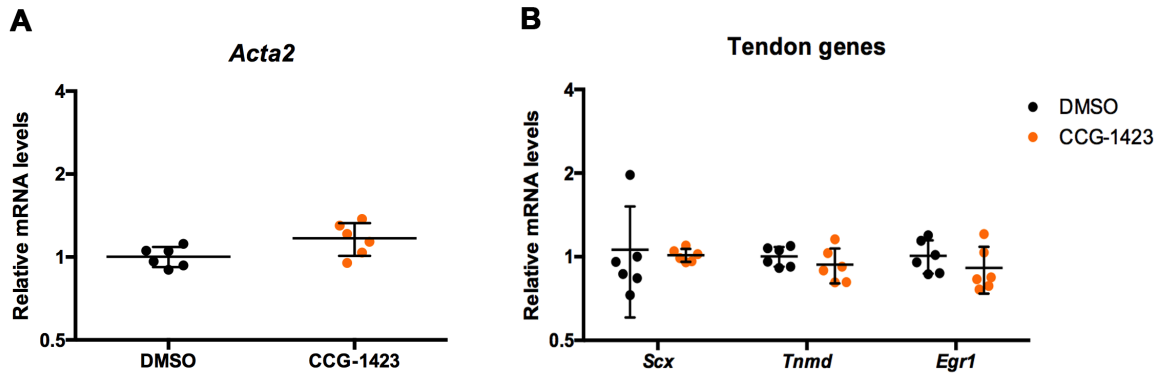 A
Acta2
Relative mRNA levels
4
2
1
0.5
DMSO
CCG-1423
B
Tendon genes
Relative mRNA levels
4
2
1
0.5
Scx
Tnmd
Egr1
DMSO
CCG-1423